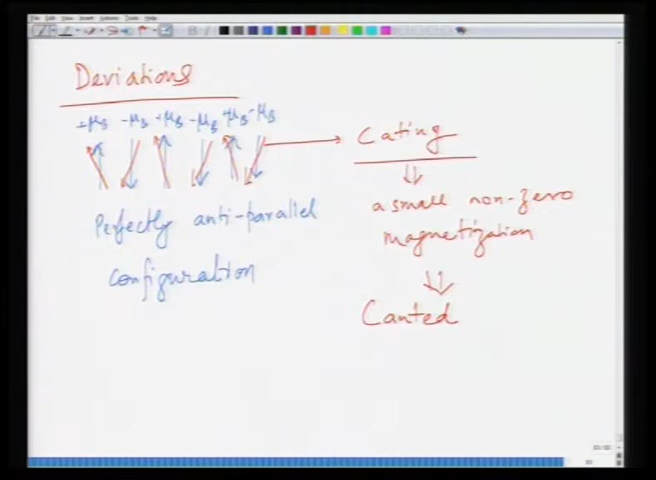 Deviations
+μB -μB +μB -μB +μB -μB
Cating
Perfectly anti-parallel
configuration
a small non-zero
magnetization
Canted